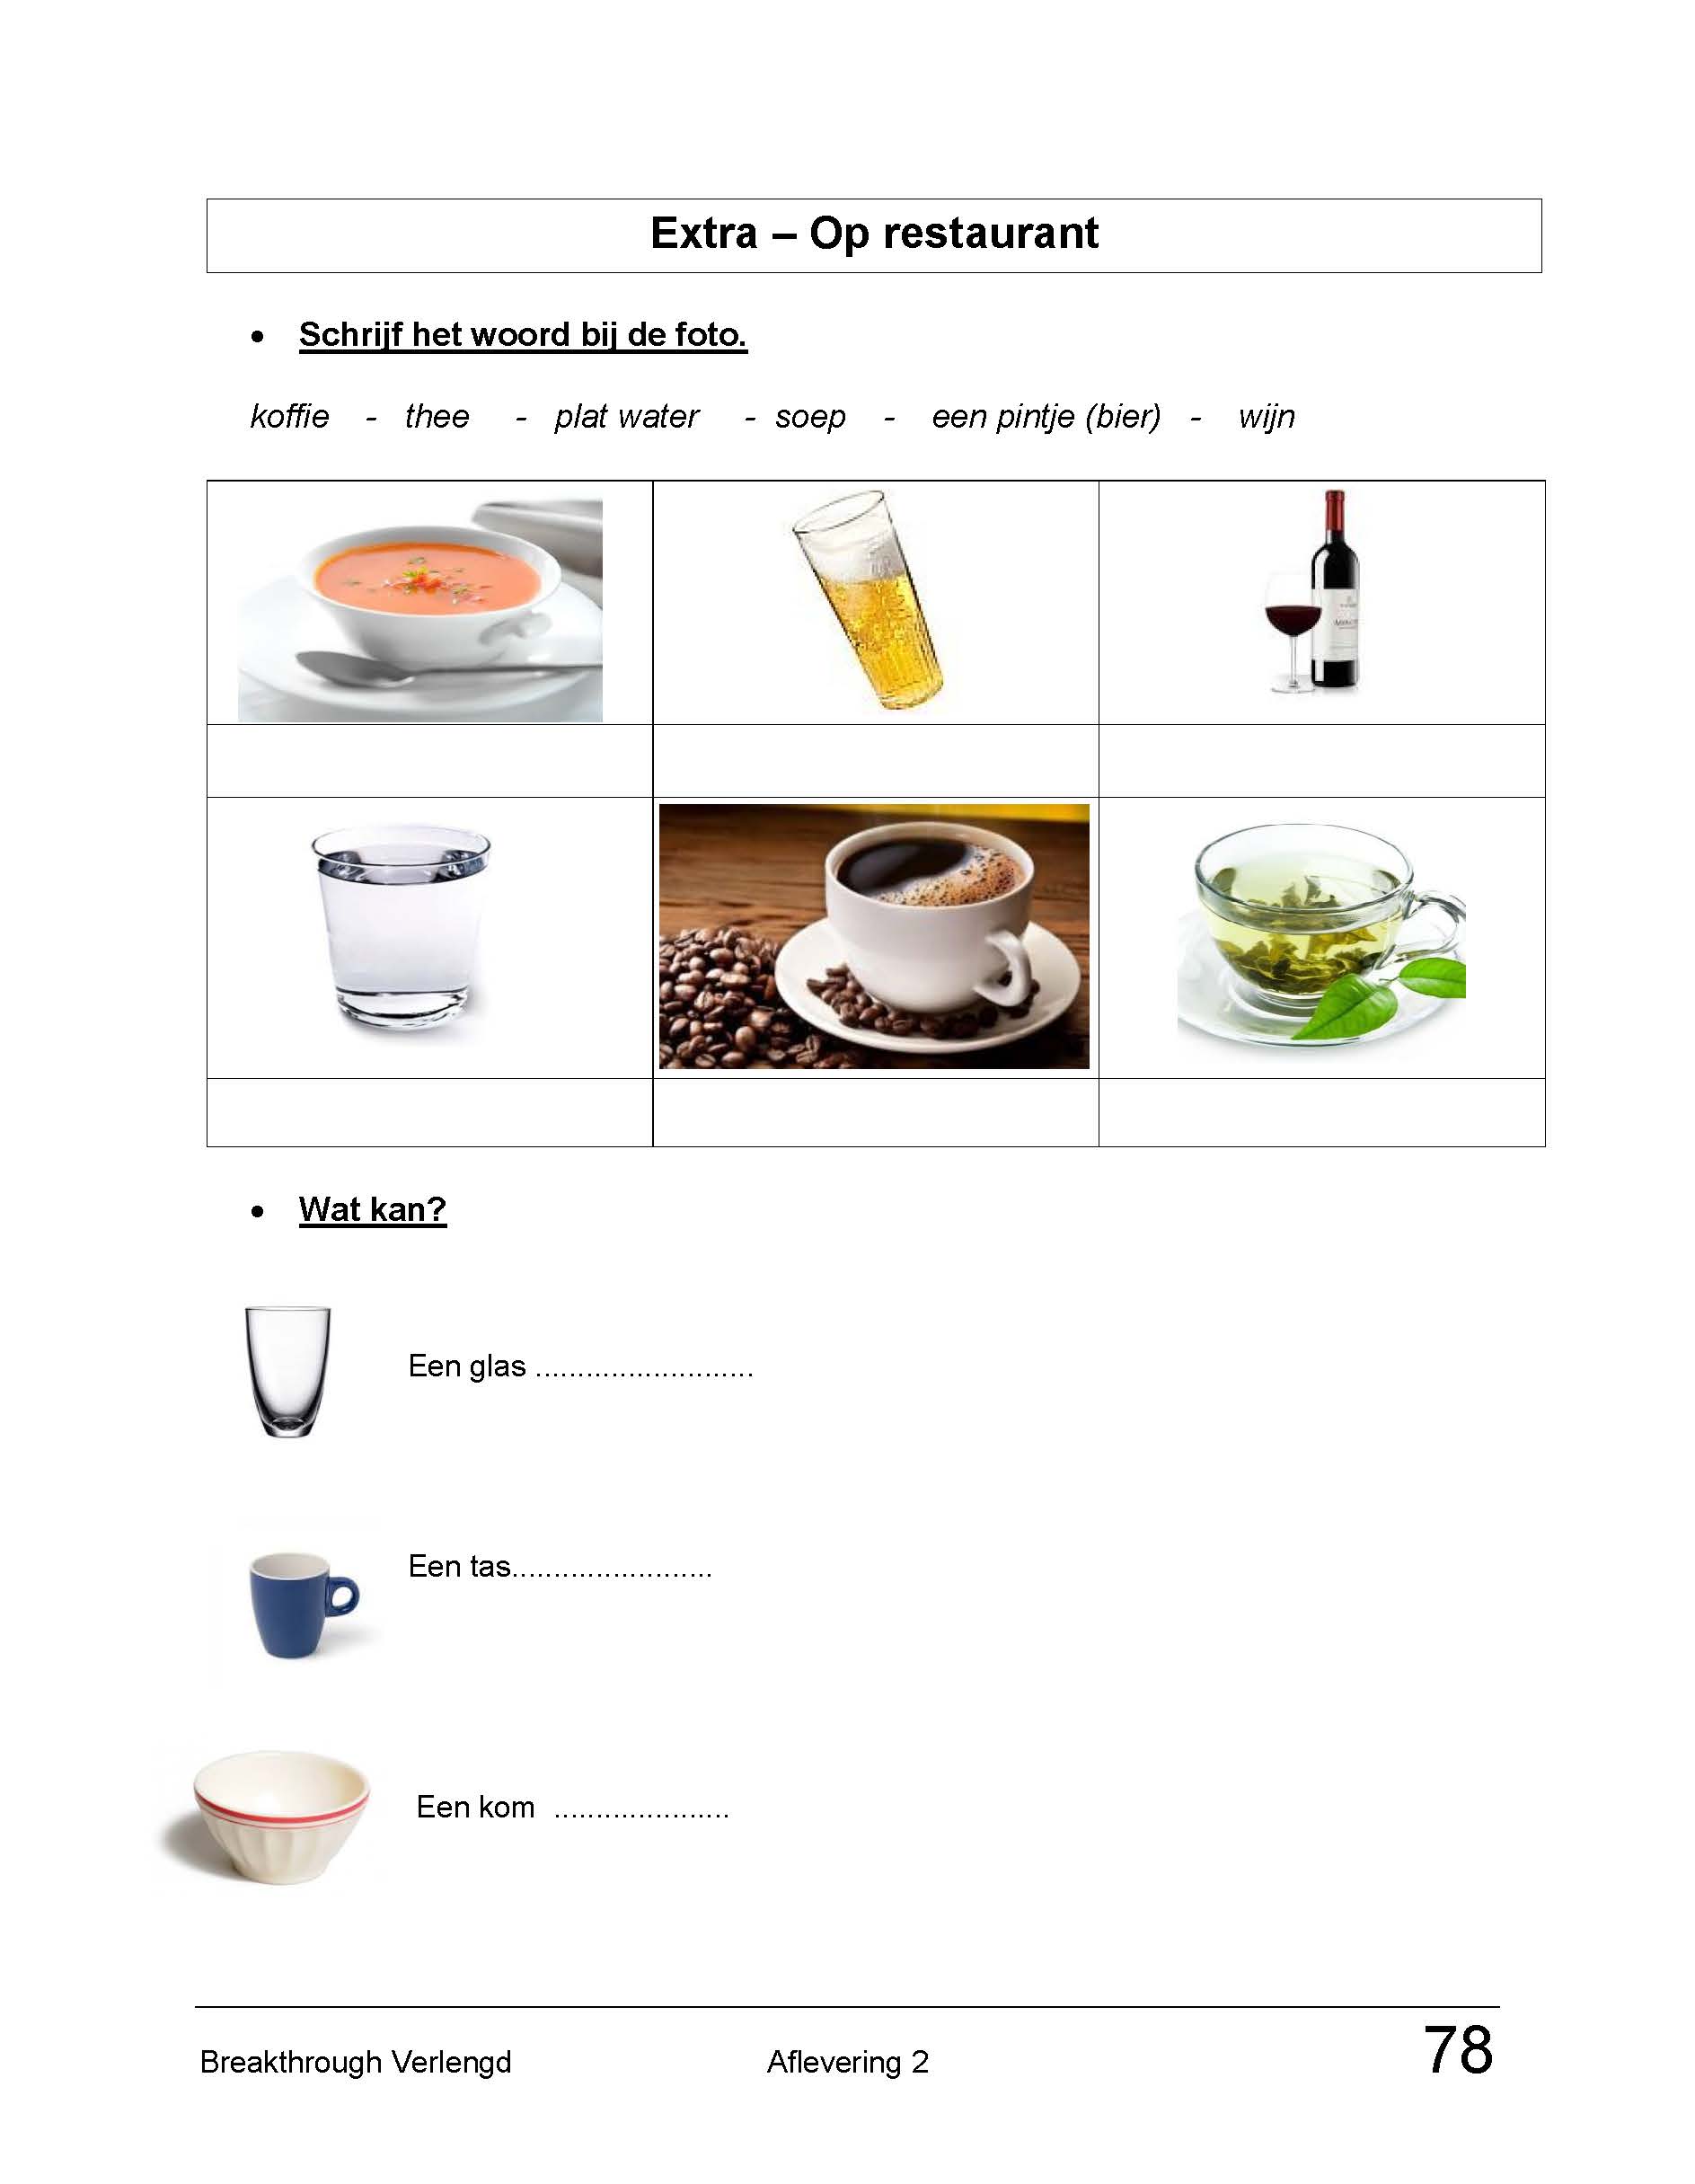 Extra – Op restaurant
• Schrijf het woord bij de foto.
koffie - thee - plat water - soep - een pintje (bier) - wijn
• Wat kan?
Een glas ..........................
Een tas........................
Een kom .....................
Breakthrough Verlengd Aflevering 2 78